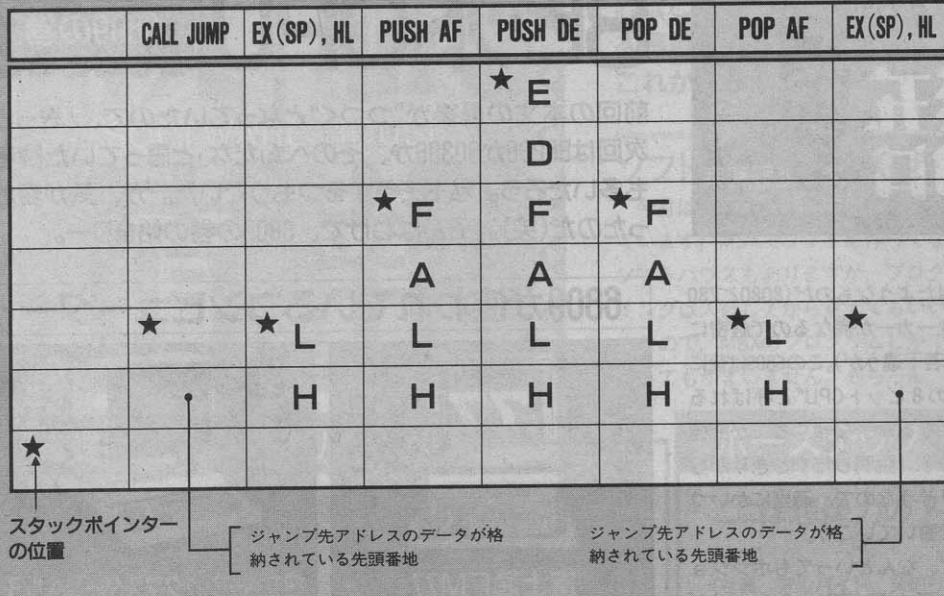 CALL JUMP EX(SP), HL PUSH AF PUSH DE POP DE POP AF EX(SP), HL
★ E
D
★ F F ★ F
A A A
★ ★ L L L L ★ L ★
H H H H H
★
スタックポインター
の位置
ジャンプ先アドレスのデータが格
納されている先頭番地
ジャンプ先アドレスのデータが格
納されている先頭番地